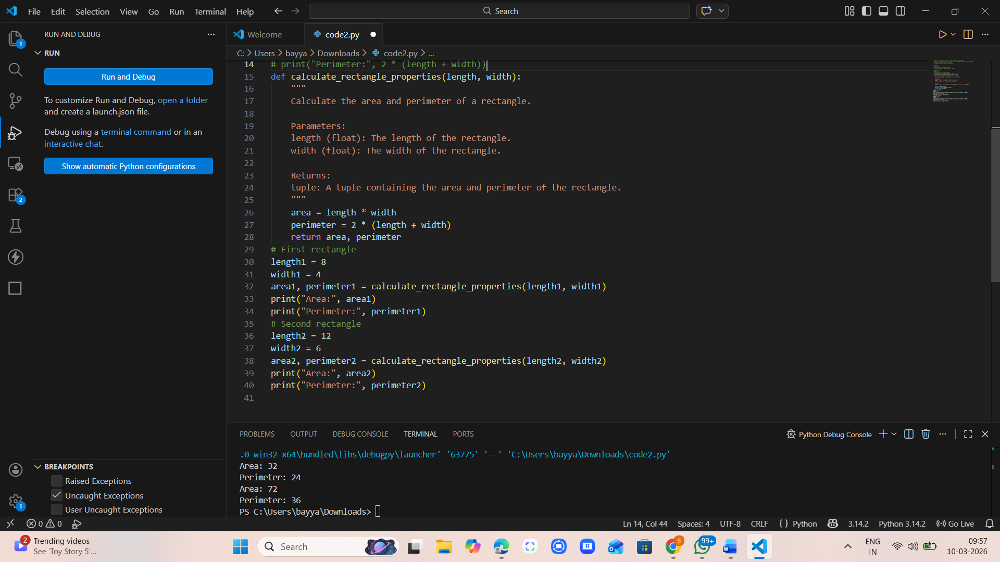 File Edit Selection View Go Run Terminal Help
Search
RUN AND DEBUG
RUN
Run and Debug
To customize Run and Debug, open a folder
and create a launch.json file.
Debug using a terminal command or in an
interactive chat.
Show automatic Python configurations
BREAKPOINTS
Raised Exceptions
Uncaught Exceptions
User Uncaught Exceptions
1
2
1
Welcome code2.py
C: > Users > bayya > Downloads > code2.py > ...
14 # print("Perimeter:", 2 * (length + width))
15 def calculate_rectangle_properties(length, width):
16     """
17     Calculate the area and perimeter of a rectangle.
18
19     Parameters:
20     length (float): The length of the rectangle.
21     width (float): The width of the rectangle.
22
23     Returns:
24     tuple: A tuple containing the area and perimeter of the rectangle.
25     """
26     area = length * width
27     perimeter = 2 * (length + width)
28     return area, perimeter
29 # First rectangle
30 length1 = 8
31 width1 = 4
32 area1, perimeter1 = calculate_rectangle_properties(length1, width1)
33 print("Area:", area1)
34 print("Perimeter:", perimeter1)
35 # Second rectangle
36 length2 = 12
37 width2 = 6
38 area2, perimeter2 = calculate_rectangle_properties(length2, width2)
39 print("Area:", area2)
40 print("Perimeter:", perimeter2)
41
PROBLEMS OUTPUT DEBUG CONSOLE TERMINAL PORTS
Python Debug Console
.0-win32-x64\bundled\libs\debugpy\launcher' '63775' '--' 'C:\Users\bayya\Downloads\code2.py'
Area: 32
Perimeter: 24
Area: 72
Perimeter: 36
PS C:\Users\bayya\Downloads>
0 0
Ln 14, Col 44 Spaces: 4 UTF-8 CRLF {} Python 3.14.2 Python 3.14.2 Go Live
2
Trending videos
See 'Toy Story 5'...
Search
S
99+
ENG
IN
09:57
10-03-2026